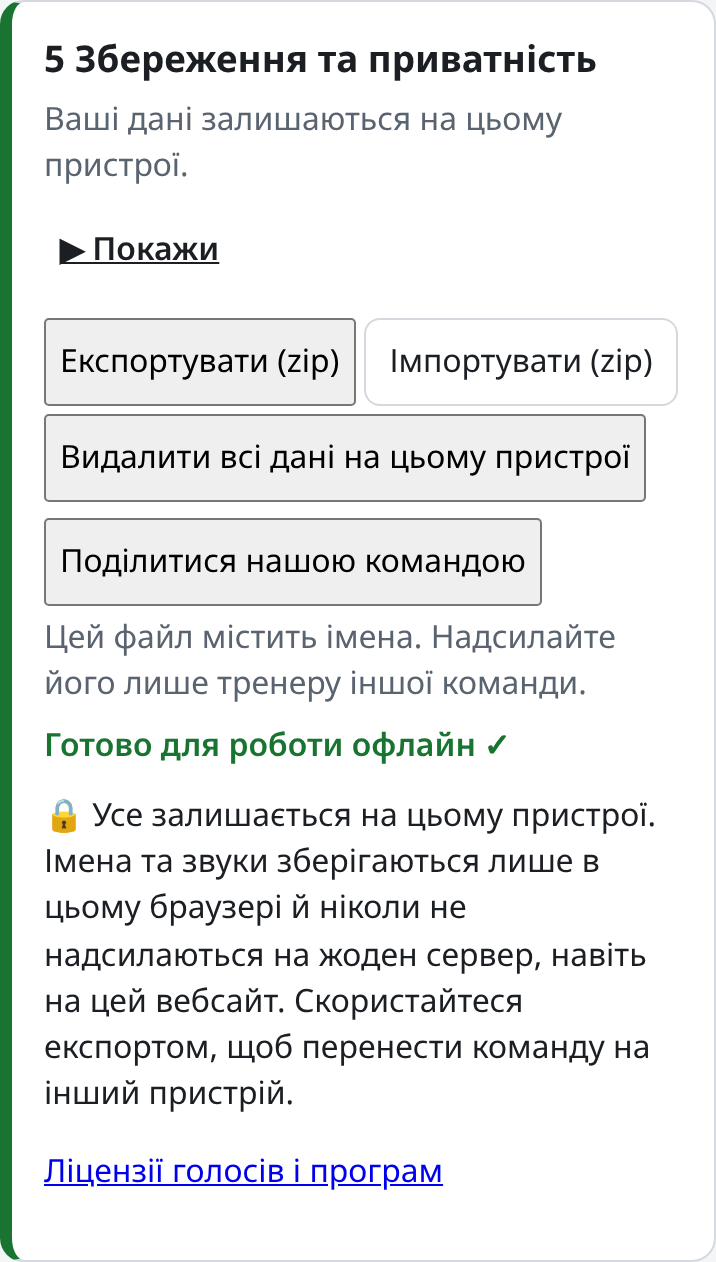 5 Збереження та приватність
Ваші дані залишаються на цьому
пристрої.
▶ Покажи
Експортувати (zip)
Імпортувати (zip)
Видалити всі дані на цьому пристрої
Поділитися нашою командою
Цей файл містить імена. Надсилайте
його лише тренеру іншої команди.
Готово для роботи офлайн ✓
🔒 Усе залишається на цьому пристрої.
Імена та звуки зберігаються лише в
цьому браузері й ніколи не
надсилаються на жоден сервер, навіть
на цей вебсайт. Скористайтеся
експортом, щоб перенести команду на
інший пристрій.
Ліцензії голосів і програм